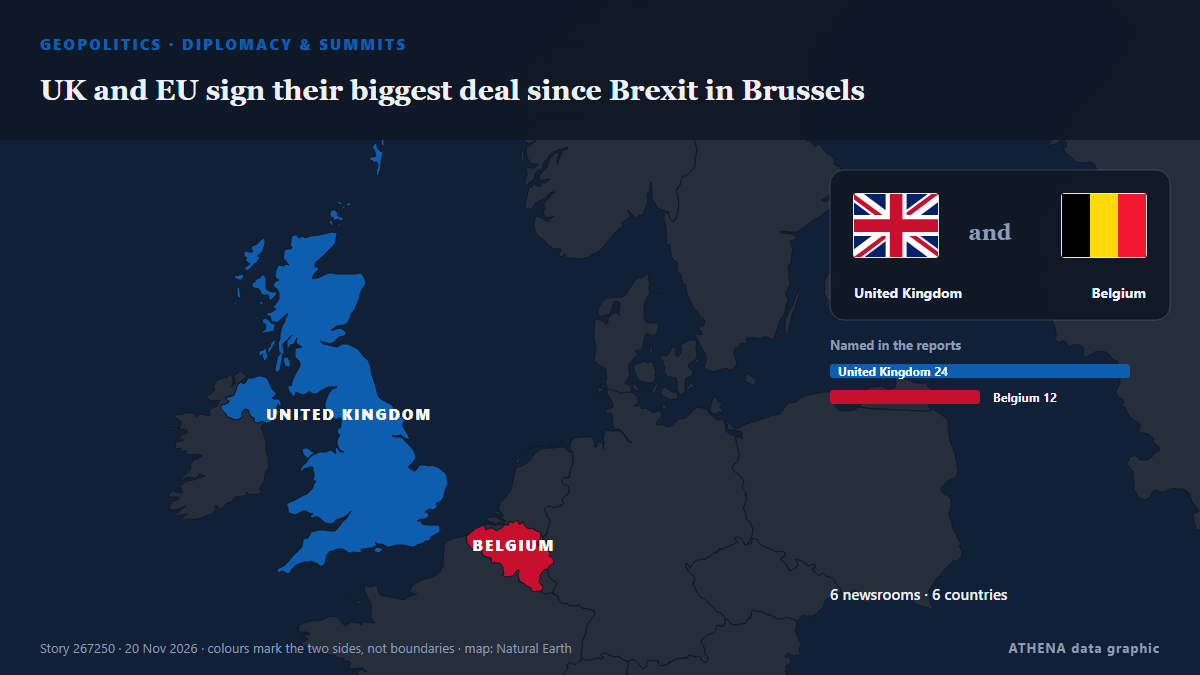 GEOPOLITICS · DIPLOMACY & SUMMITS
UK and EU sign their biggest deal since Brexit in Brussels
and
United Kingdom
Belgium
Named in the reports
United Kingdom 24
Belgium 12
UNITED KINGDOM
BELGIUM
6 newsrooms · 6 countries
Story 267250 · 20 Nov 2026 · colours mark the two sides, not boundaries · map: Natural Earth
ATHENA data graphic